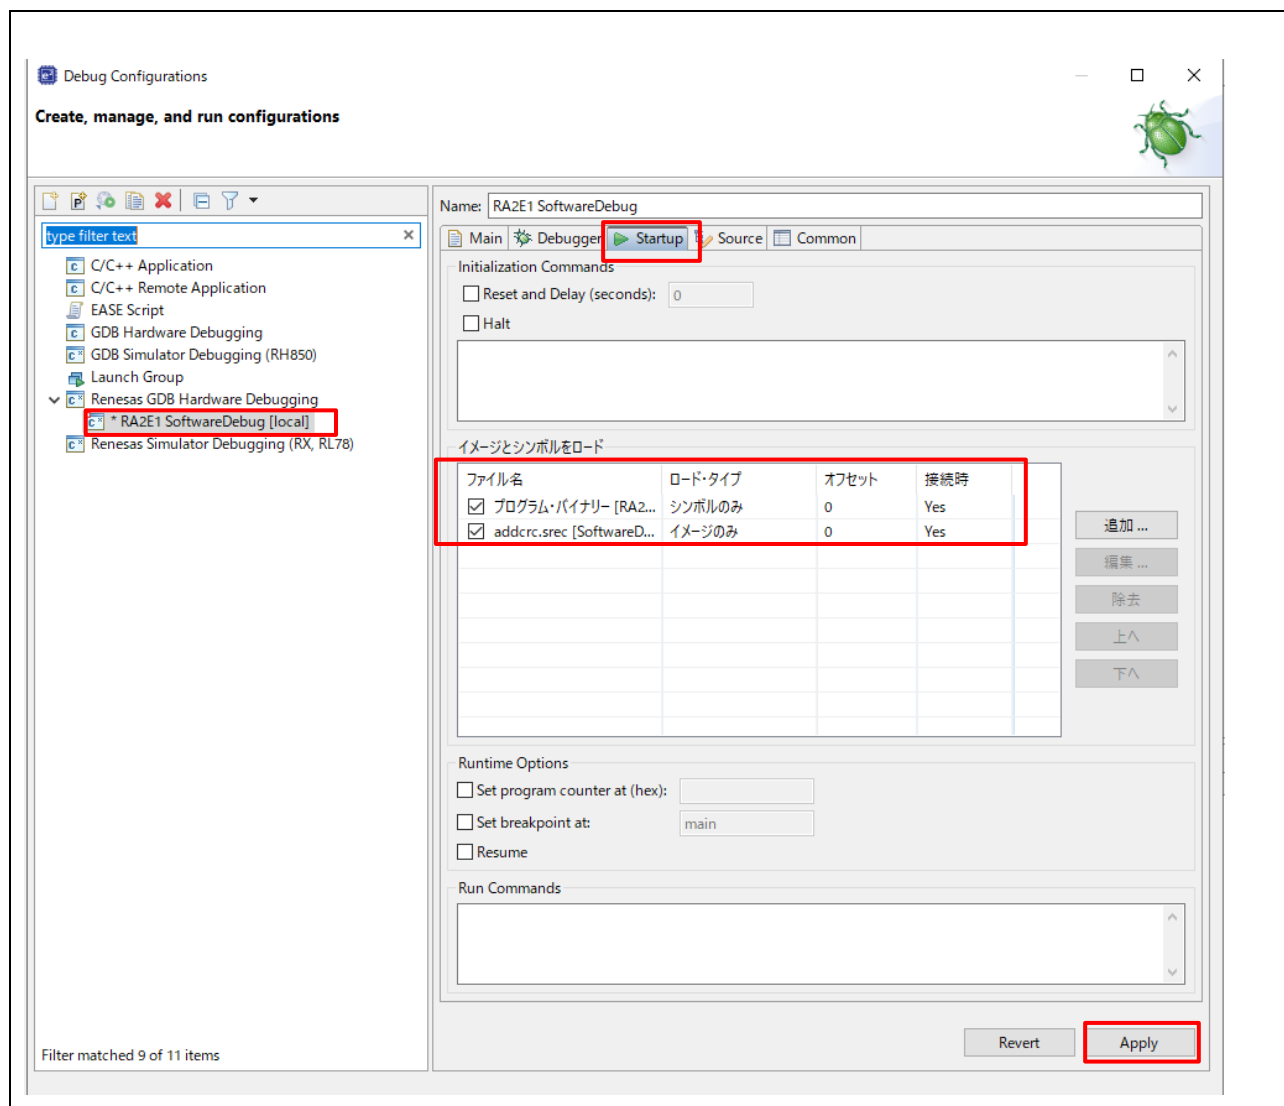 Debug Configurations
Create, manage, and run configurations
type filter text
C/C++ Application
C/C++ Remote Application
EASE Script
GDB Hardware Debugging
GDB Simulator Debugging (RH850)
Launch Group
Renesas GDB Hardware Debugging
* RA2E1 SoftwareDebug [local]
Renesas Simulator Debugging (RX, RL78)
Filter matched 9 of 11 items
Name: RA2E1 SoftwareDebug
Main Debugger Startup Source Common
Initialization Commands
Reset and Delay (seconds): 0
Halt
イメージとシンボルをロード
ファイル名 ロード・タイプ オフセット 接続時
プログラム・バイナリー [RA2... シンボルのみ 0 Yes
addcrc.srec [SoftwareD... イメージのみ 0 Yes
追加 ...
編集 ...
除去
上へ
下へ
Runtime Options
Set program counter at (hex):
Set breakpoint at: main
Resume
Run Commands
Revert Apply